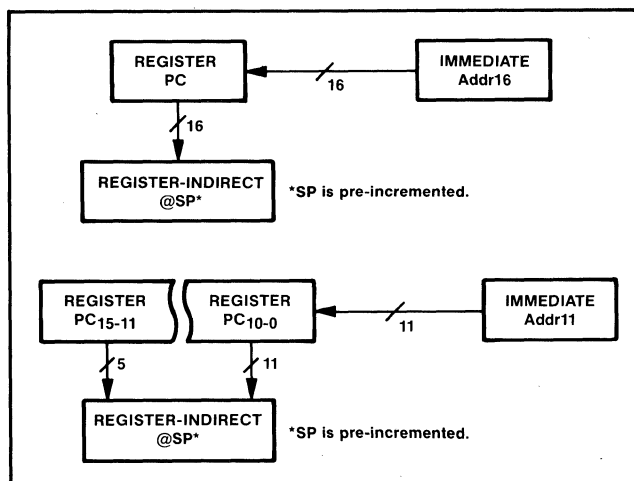 REGISTER
PC
IMMEDIATE
Addr16
16
16
REGISTER-INDIRECT
@SP*
*SP is pre-incremented.
REGISTER
PC15-11
REGISTER
PC10-0
IMMEDIATE
Addr11
11
5
11
REGISTER-INDIRECT
@SP*
*SP is pre-incremented.